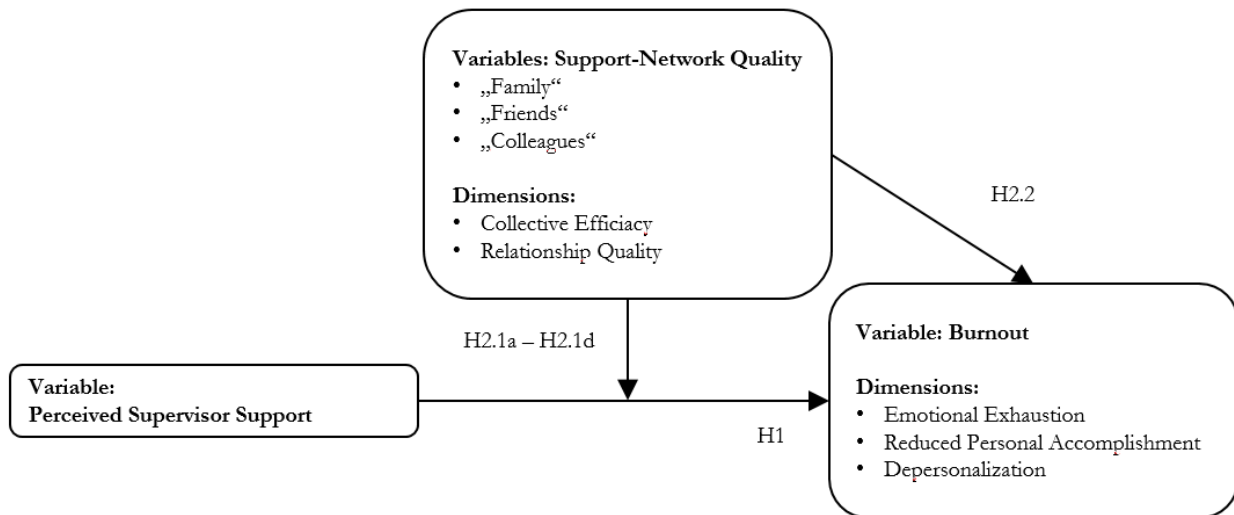 Variables: Support-Network Quality
• „Family“
• „Friends“
• „Colleagues“
Dimensions:
• Collective Efficiacy
• Relationship Quality
H2.2
H2.1a – H2.1d
Variable:
Perceived Supervisor Support
H1
Variable: Burnout
Dimensions:
• Emotional Exhaustion
• Reduced Personal Accomplishment
• Depersonalization